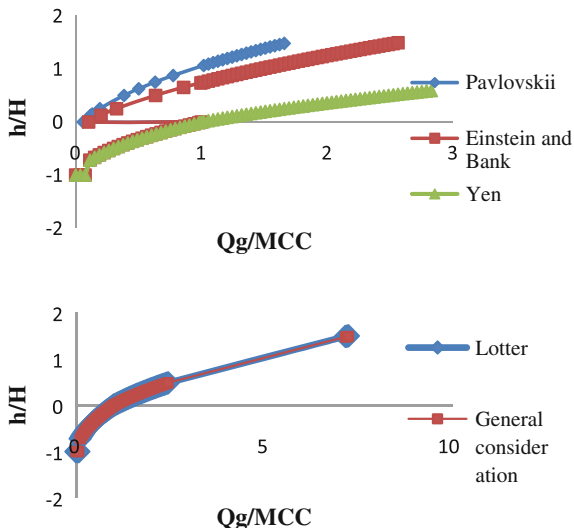 2
1
0
-1
-2
0
1
2
3
h/H
Qg/MCC
Pavlovskii
Einstein and
Bank
Yen
2
1
0
-1
-2
0
5
10
h/H
Qg/MCC
Lotter
General
consider
ation